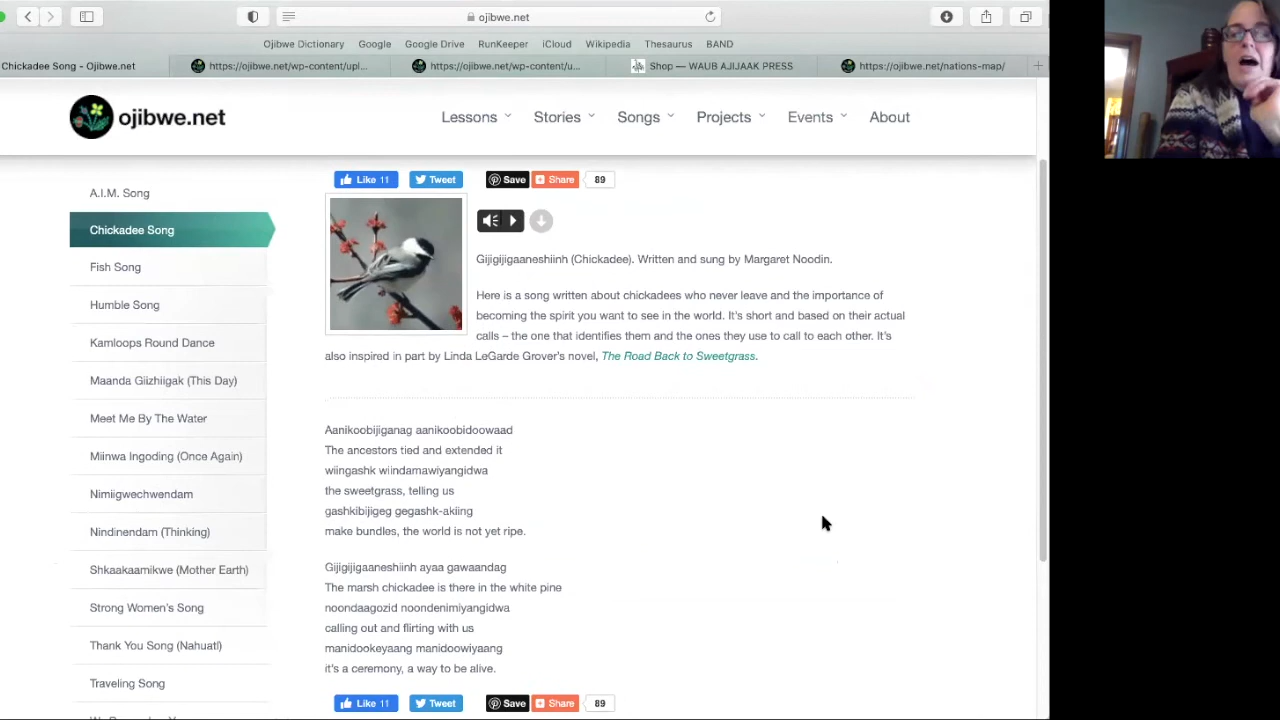 ojibwe.net
Ojibwe Dictionary Google Google Drive RunKeeper iCloud Wikipedia Thesaurus BAND
Chickadee Song - Ojibwe.net https://ojibwe.net/wp-content/upl... https://ojibwe.net/wp-content/u... Shop — WAUB AJIJAAK PRESS https://ojibwe.net/nations-map/
ojibwe.net Lessons Stories Songs Projects Events About
A.I.M. Song
Chickadee Song
Fish Song
Humble Song
Kamloops Round Dance
Maanda Giizhiigak (This Day)
Meet Me By The Water
Miinwa Ingoding (Once Again)
Nimiigwechwendam
Nindinendam (Thinking)
Shkaakaamikwe (Mother Earth)
Strong Women's Song
Thank You Song (Nahuatl)
Traveling Song
Like 11 Tweet Save Share 89
Gijigijigaaneshiinh (Chickadee). Written and sung by Margaret Noodin.
Here is a song written about chickadees who never leave and the importance of
becoming the spirit you want to see in the world. It's short and based on their actual
calls – the one that identifies them and the ones they use to call to each other. It's
also inspired in part by Linda LeGarde Grover's novel, The Road Back to Sweetgrass.
Aanikoobijiganag aanikoobidoowaad
The ancestors tied and extended it
wiingashk wiindamawiyangidwa
the sweetgrass, telling us
gashkibijigeg gegashk-akiing
make bundles, the world is not yet ripe.
Gijigijigaaneshiinh ayaa gawaandag
The marsh chickadee is there in the white pine
noondaagozid noondenimiyangidwa
calling out and flirting with us
manidookeyaang manidoowiyaang
it's a ceremony, a way to be alive.
Like 11 Tweet Save Share 89